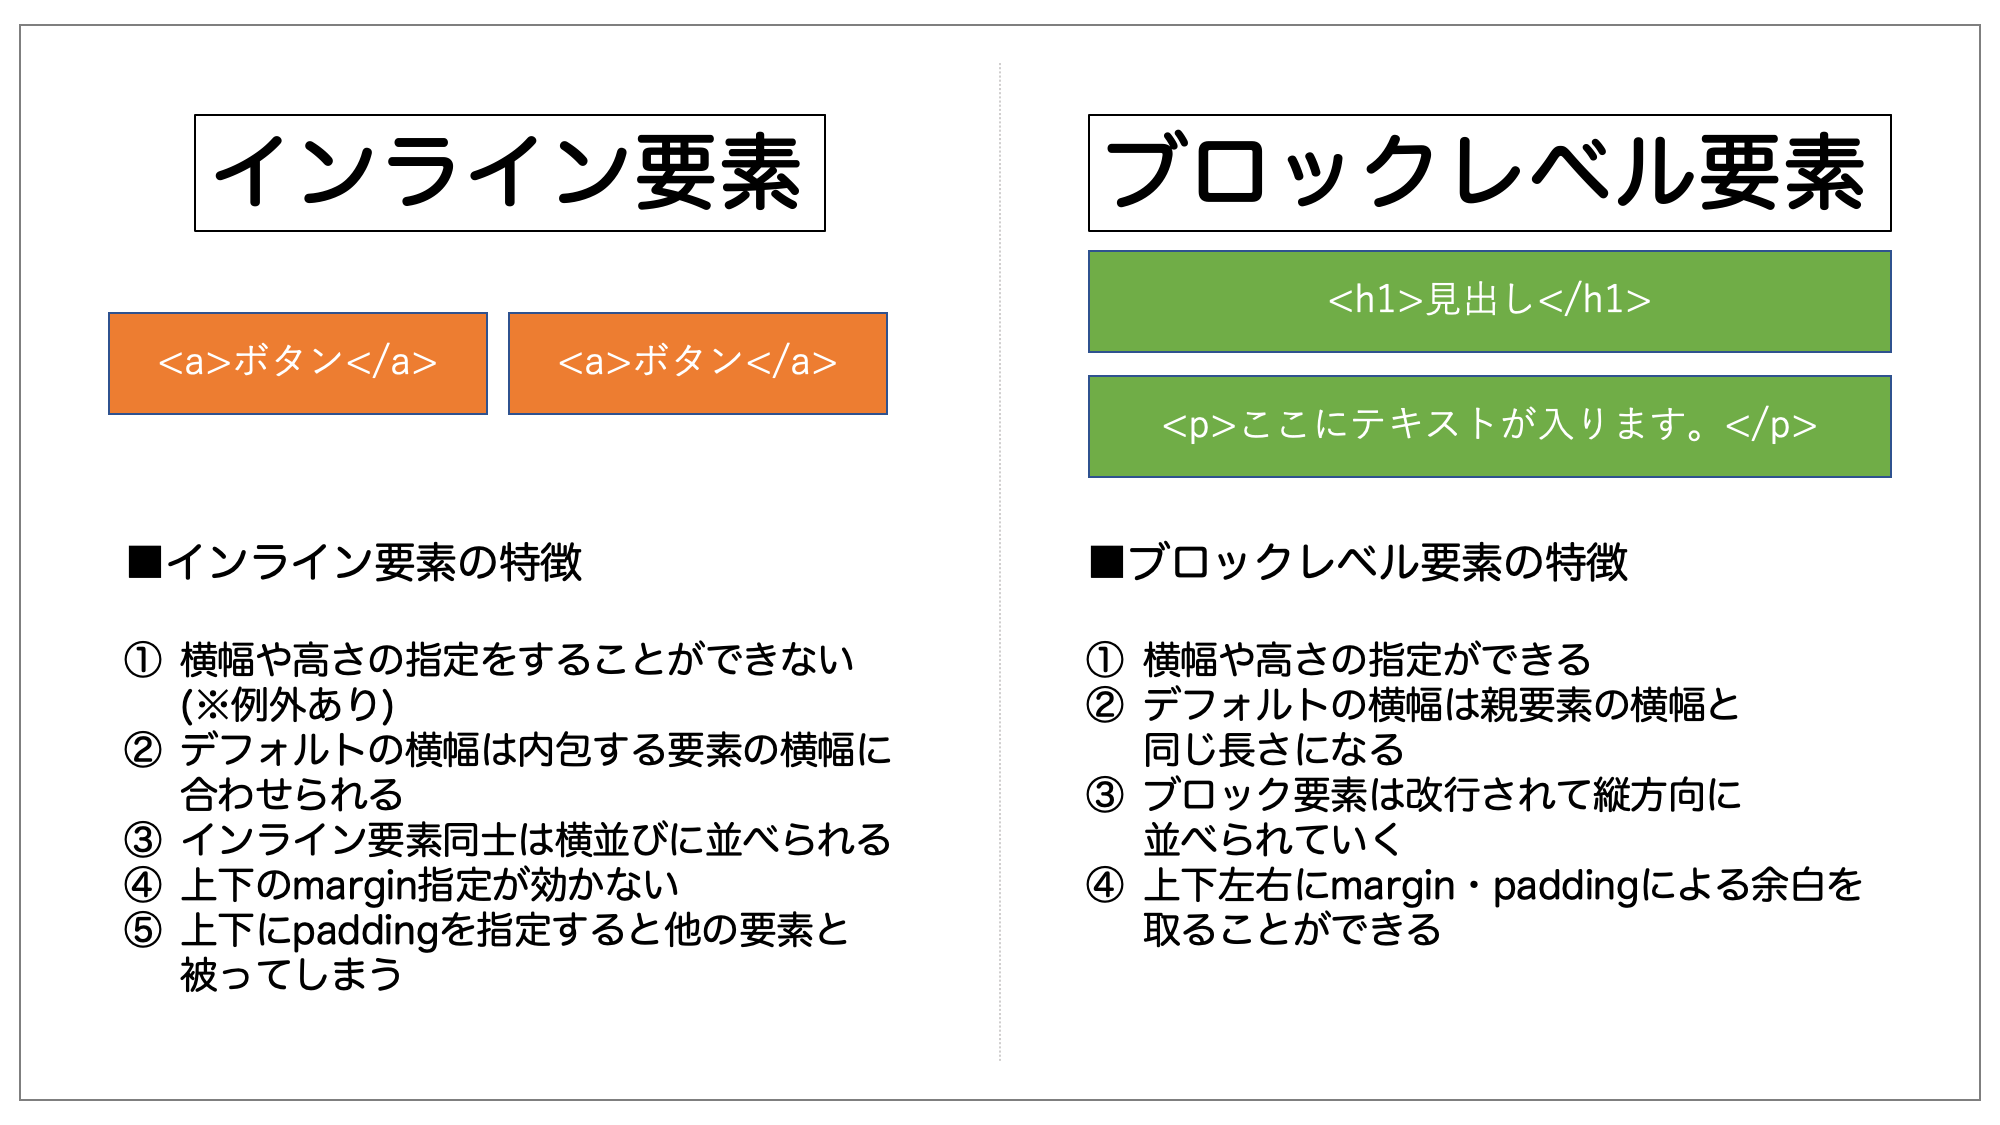 インライン要素
<a>ボタン</a>
<a>ボタン</a>
■インライン要素の特徴
① 横幅や高さの指定をすることができない
(※例外あり)
② デフォルトの横幅は内包する要素の横幅に
合わせられる
③ インライン要素同士は横並びに並べられる
④ 上下のmargin指定が効かない
⑤ 上下にpaddingを指定すると他の要素と
被ってしまう
ブロックレベル要素
<h1>見出し</h1>
<p>ここにテキストが入ります。</p>
■ブロックレベル要素の特徴
① 横幅や高さの指定ができる
② デフォルトの横幅は親要素の横幅と
同じ長さになる
③ ブロック要素は改行されて縦方向に
並べられていく
④ 上下左右にmargin・paddingによる余白を
取ることができる